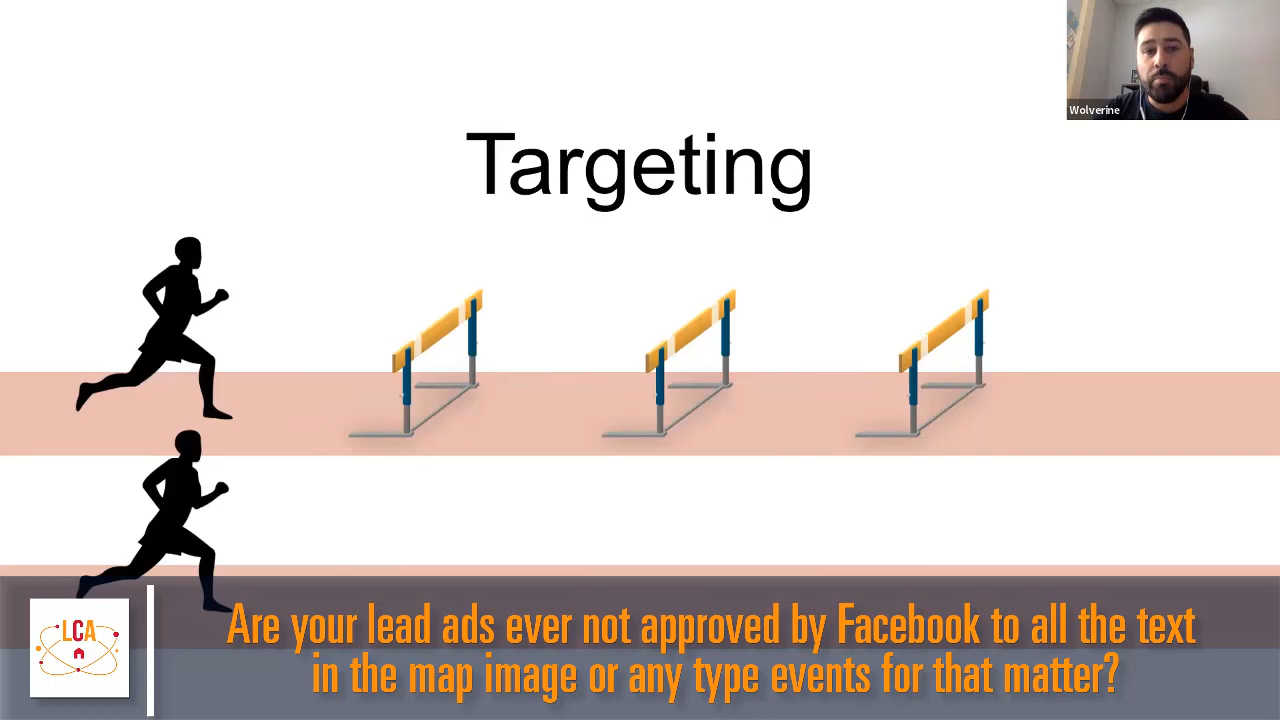 Wolverine
Targeting
LCA
Are your lead ads ever not approved by Facebook to all the text
in the map image or any type events for that matter?